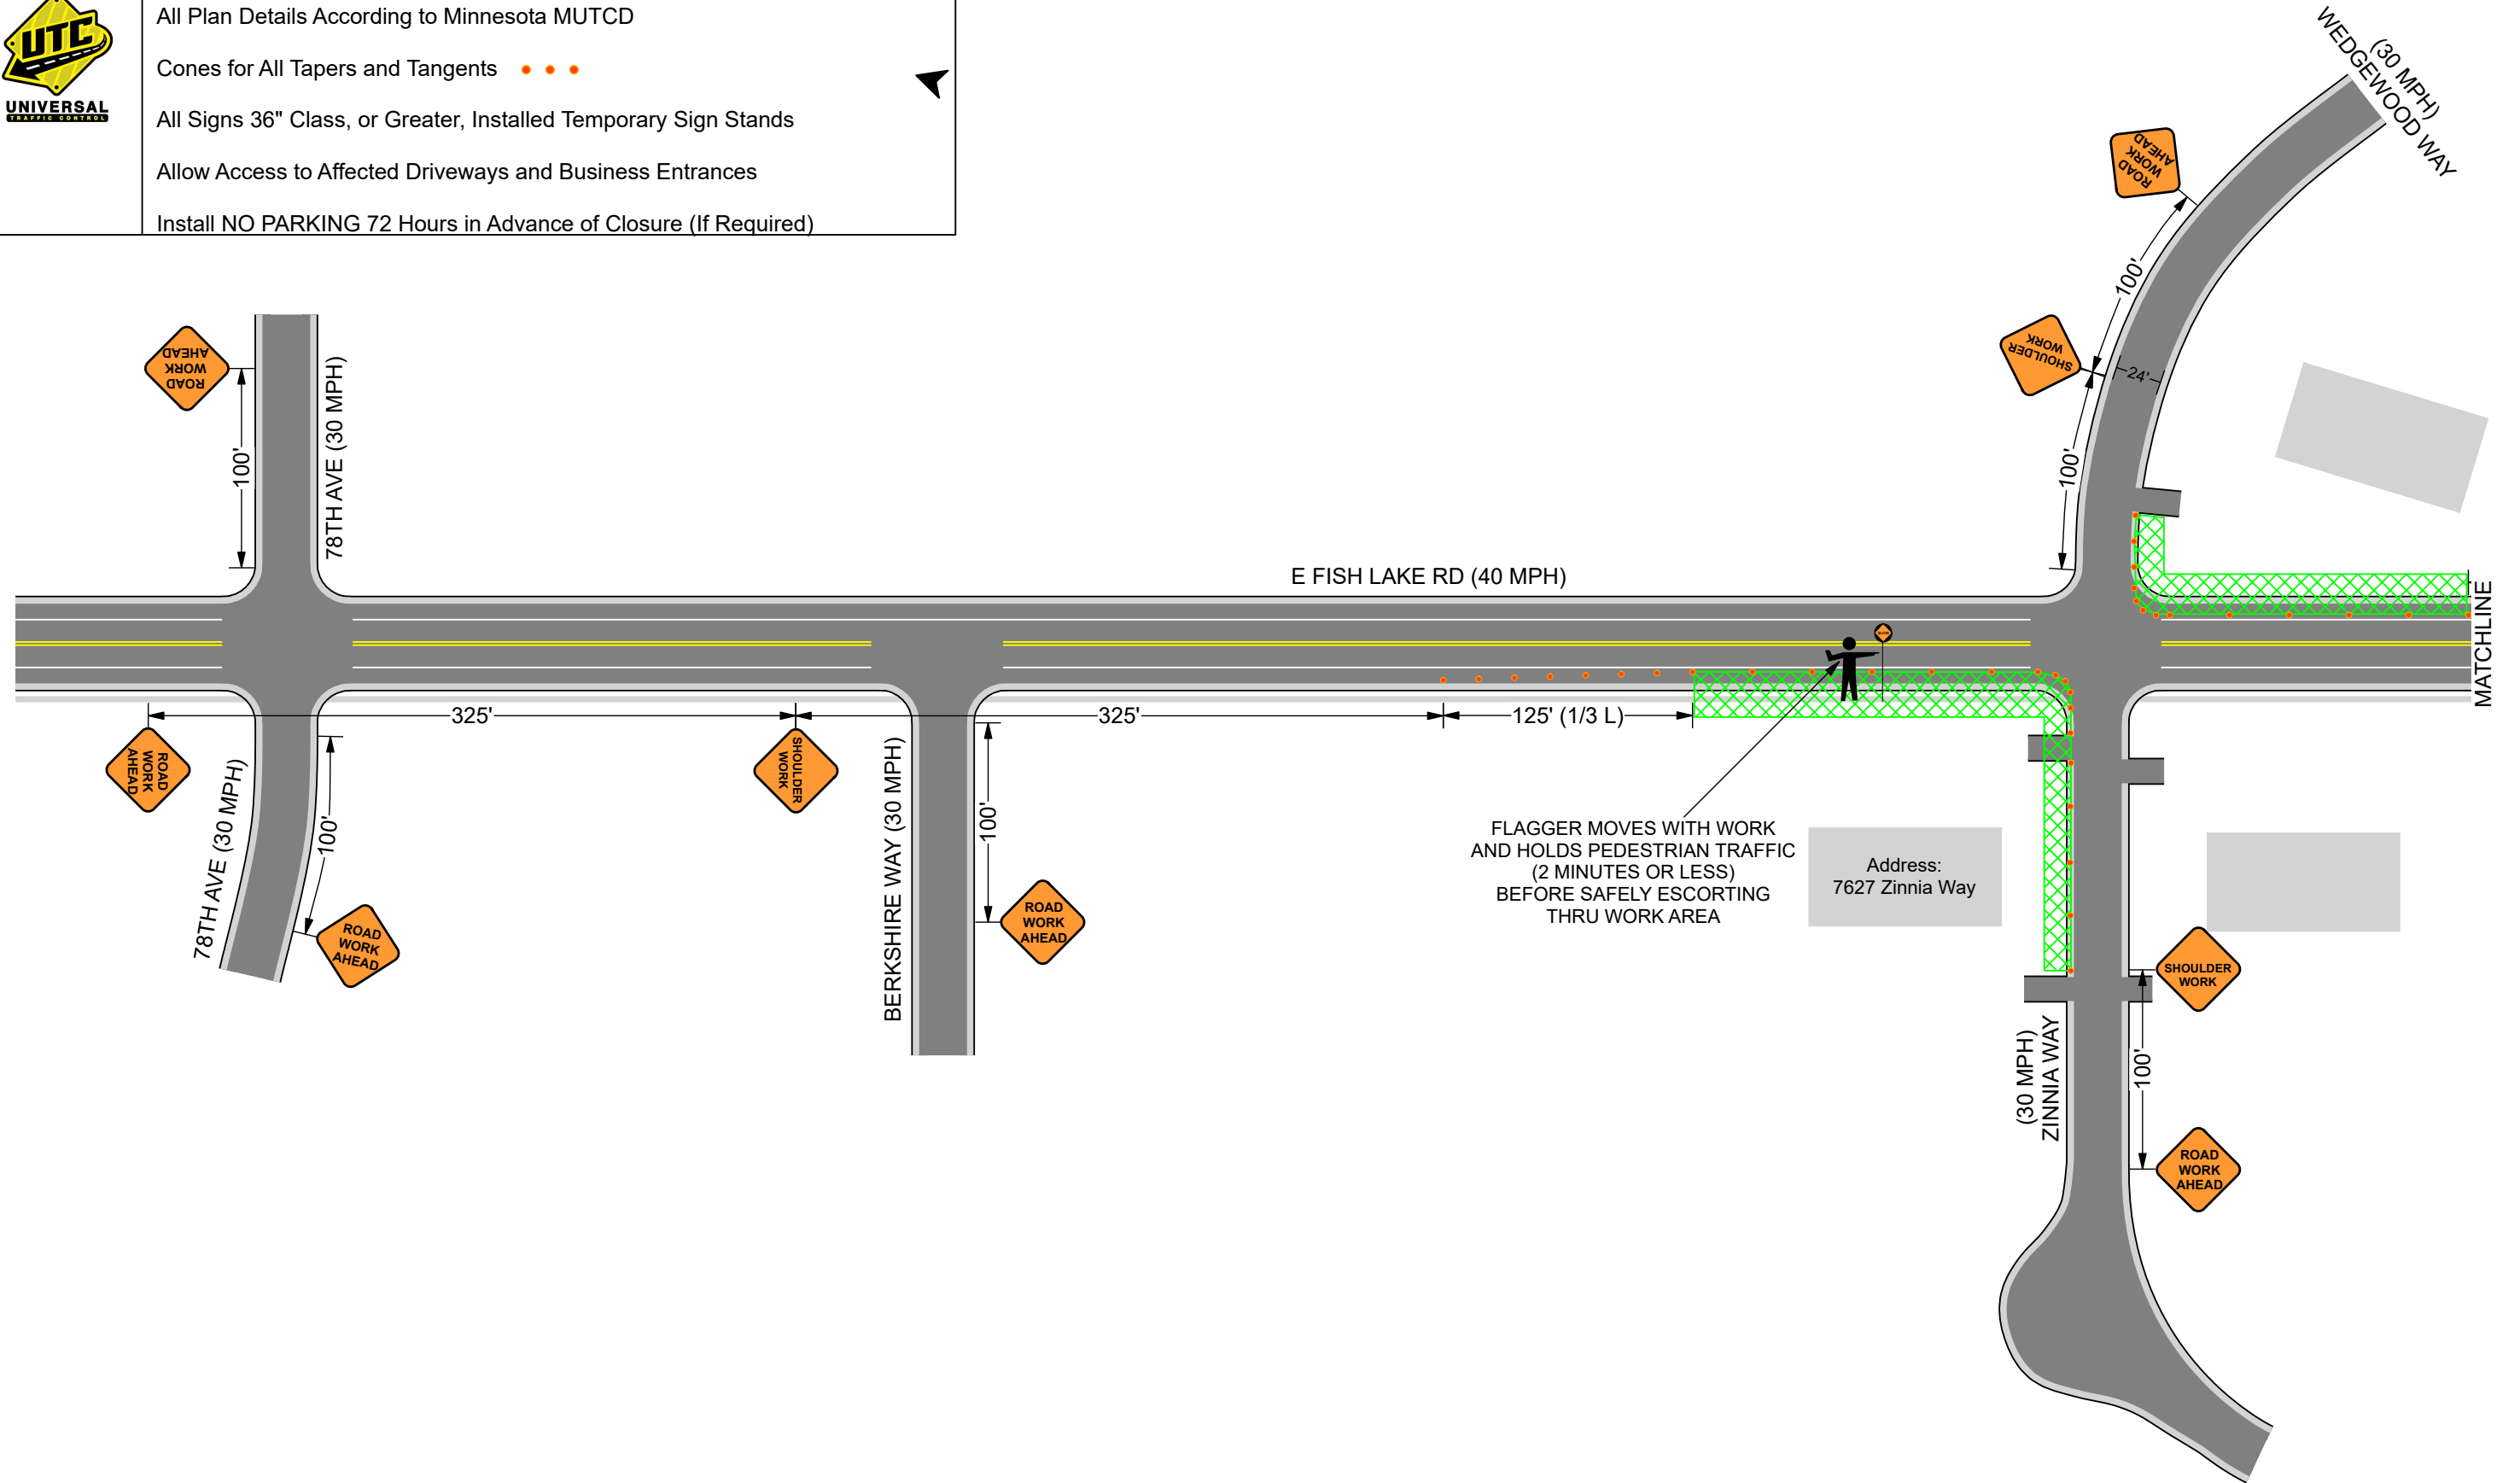 UTC
UNIVERSAL
TRAFFIC CONTROL
All Plan Details According to Minnesota MUTCD
Cones for All Tapers and Tangents
All Signs 36" Class, or Greater, Installed Temporary Sign Stands
Allow Access to Affected Driveways and Business Entrances
Install NO PARKING 72 Hours in Advance of Closure (If Required)
(30 MPH)
WEDGEWOOD WAY
ROAD
WORK
AHEAD
100'
SHOULDER
WORK
24'
100'
ROAD
WORK
AHEAD
100'
78TH AVE (30 MPH)
E FISH LAKE RD (40 MPH)
MATCHLINE
SLOW
325'
325'
125' (1/3 L)
ROAD
WORK
AHEAD
SHOULDER
WORK
78TH AVE (30 MPH)
100'
ROAD
WORK
AHEAD
BERKSHIRE WAY (30 MPH)
100'
ROAD
WORK
AHEAD
FLAGGER MOVES WITH WORK
AND HOLDS PEDESTRIAN TRAFFIC
(2 MINUTES OR LESS)
BEFORE SAFELY ESCORTING
THRU WORK AREA
Address:
7627 Zinnia Way
SHOULDER
WORK
(30 MPH)
ZINNIA WAY
100'
ROAD
WORK
AHEAD